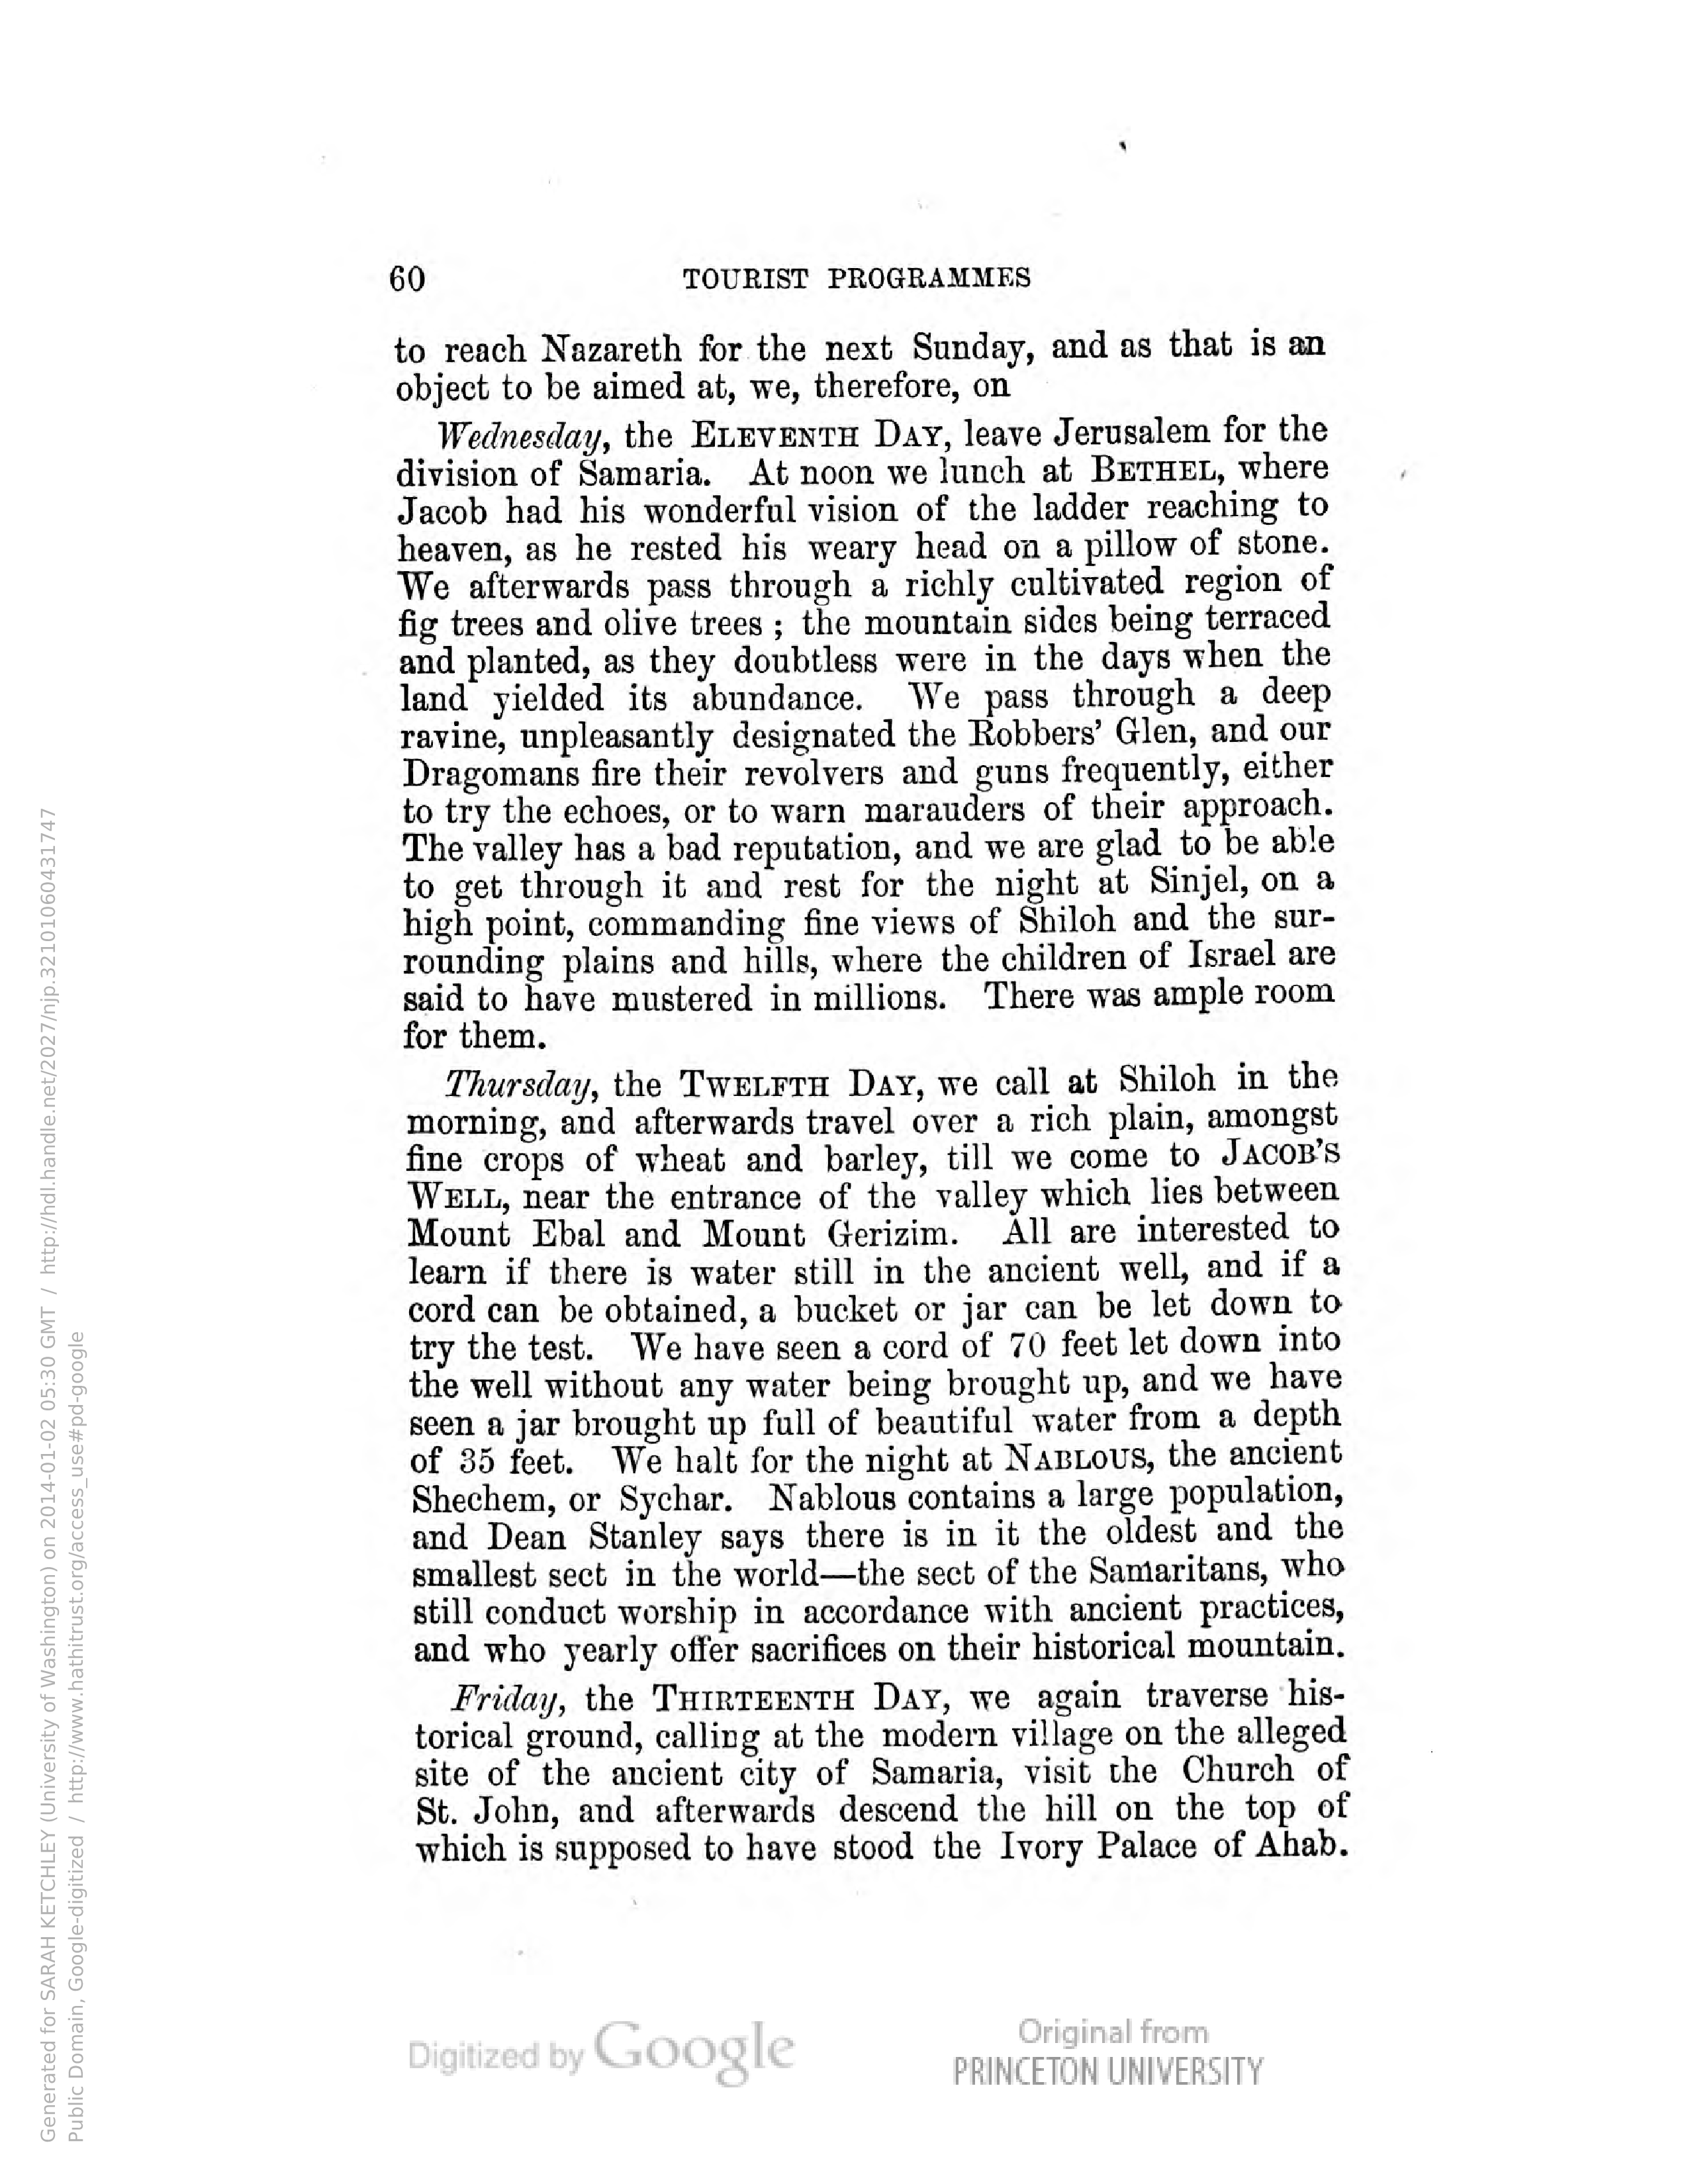 60 TOURIST PROGRAMMES
to reach Nazareth for the next Sunday, and as that is an
object to be aimed at, we, therefore, on
Wednesday, the ELEVENTH DAY, leave Jerusalem for the
division of Samaria. At noon we lunch at BETHEL, where
Jacob had his wonderful vision of the ladder reaching to
heaven, as he rested his weary head on a pillow of stone.
We afterwards pass through a richly cultivated region of
fig trees and olive trees ; the mountain sides being terraced
and planted, as they doubtless were in the days when the
land yielded its abundance. We pass through a deep
ravine, unpleasantly designated the Robbers' Glen, and our
Dragomans fire their revolvers and guns frequently, either
to try the echoes, or to warn marauders of their approach.
The valley has a bad reputation, and we are glad to be able
to get through it and rest for the night at Sinjel, on a
high point, commanding fine views of Shiloh and the sur-
rounding plains and hills, where the children of Israel are
said to have mustered in millions. There was ample room
for them.
Thursday, the TWELFTH DAY, we call at Shiloh in the
morning, and afterwards travel over a rich plain, amongst
fine crops of wheat and barley, till we come to JACOB'S
WELL, near the entrance of the valley which lies between
Mount Ebal and Mount Gerizim. All are interested to
learn if there is water still in the ancient well, and if a
cord can be obtained, a bucket or jar can be let down to
try the test. We have seen a cord of 70 feet let down into
the well without any water being brought up, and we have
seen a jar brought up full of beautiful water from a depth
of 35 feet. We halt for the night at NABLOUS, the ancient
Shechem, or Sychar. Nablous contains a large population,
and Dean Stanley says there is in it the oldest and the
smallest sect in the world—the sect of the Samaritans, who
still conduct worship in accordance with ancient practices,
and who yearly offer sacrifices on their historical mountain.
Friday, the THIRTEENTH DAY, we again traverse his-
torical ground, calling at the modern village on the alleged
site of the ancient city of Samaria, visit the Church of
St. John, and afterwards descend the hill on the top of
which is supposed to have stood the Ivory Palace of Ahab.
Digitized by Google
Original from
PRINCETON UNIVERSITY
Generated for SARAH KETCHLEY (University of Washington) on 2014-01-02 05:30 GMT / http://hdl.handle.net/2027/njp.32101060431747
Public Domain, Google-digitized / http://www.hathitrust.org/access_use#pd-google